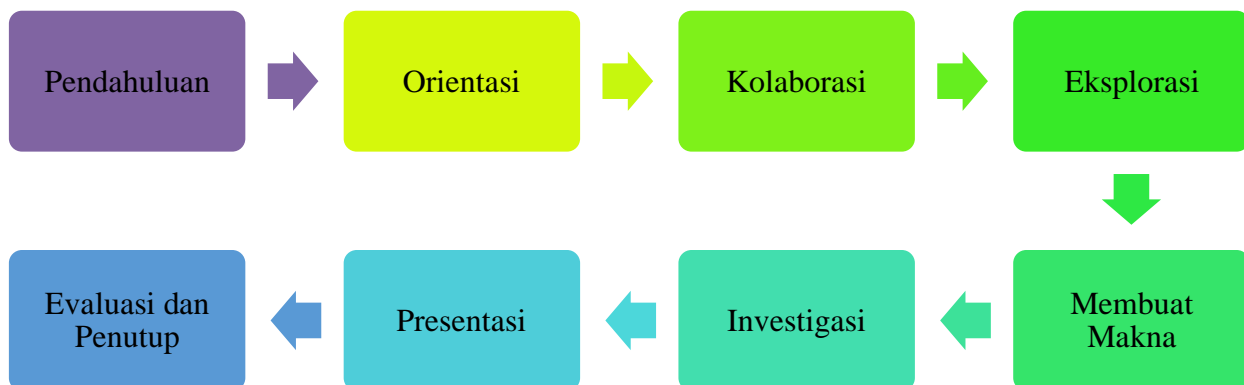 Pendahuluan
Orientasi
Kolaborasi
Eksplorasi
Membuat
Makna
Investigasi
Presentasi
Evaluasi dan
Penutup